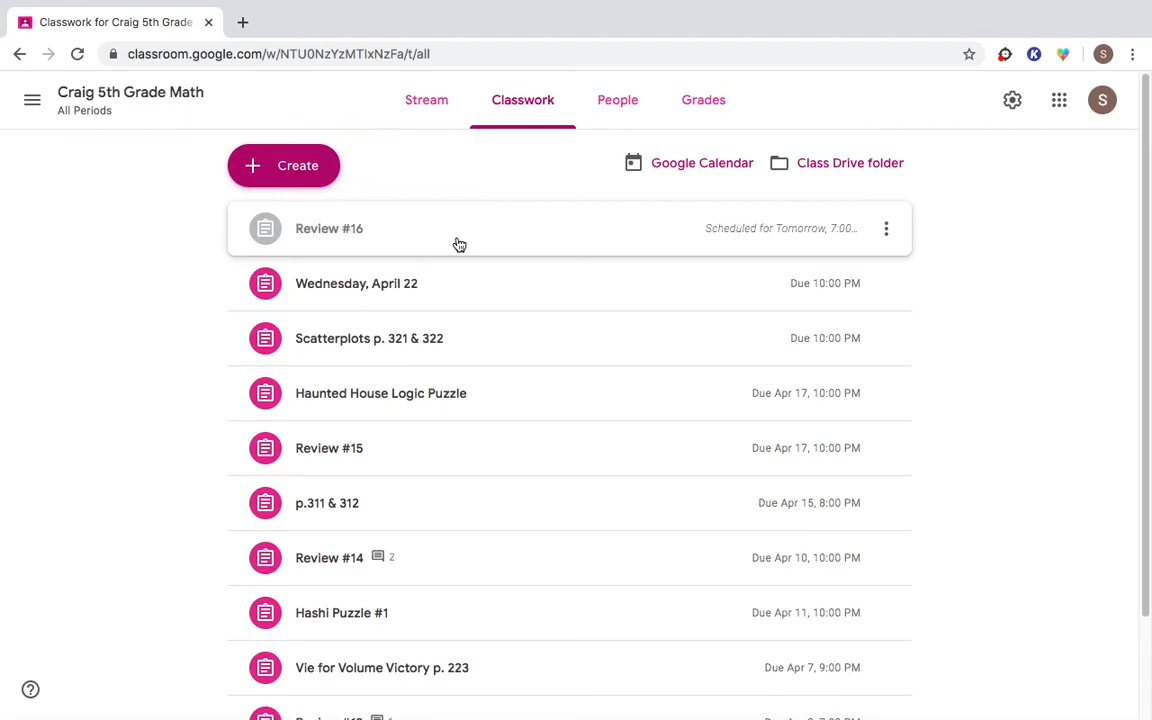 Classwork for Craig 5th Grade
classroom.google.com/w/NTU0NzYzMTIxNzFa/t/all
K
S
Craig 5th Grade Math
All Periods
Stream
Classwork
People
Grades
S
Create
Google Calendar
Class Drive folder
Review #16
Scheduled for Tomorrow, 7:00...
Wednesday, April 22
Due 10:00 PM
Scatterplots p. 321 & 322
Due 10:00 PM
Haunted House Logic Puzzle
Due Apr 17, 10:00 PM
Review #15
Due Apr 17, 10:00 PM
p.311 & 312
Due Apr 15, 8:00 PM
Review #14
2
Due Apr 10, 10:00 PM
Hashi Puzzle #1
Due Apr 11, 10:00 PM
Vie for Volume Victory p. 223
Due Apr 7, 9:00 PM